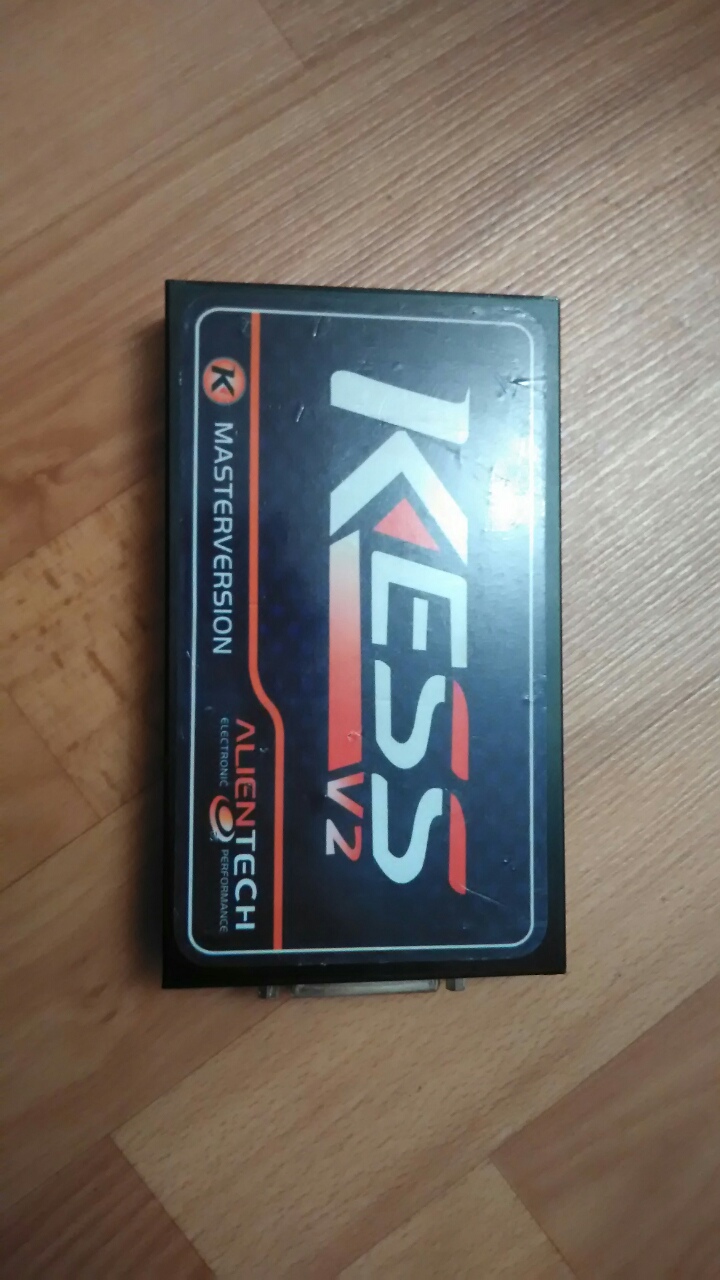 KESS
V2
K MASTERVERSION
ALIENTECH
ELECTRONIC PERFORMANCE